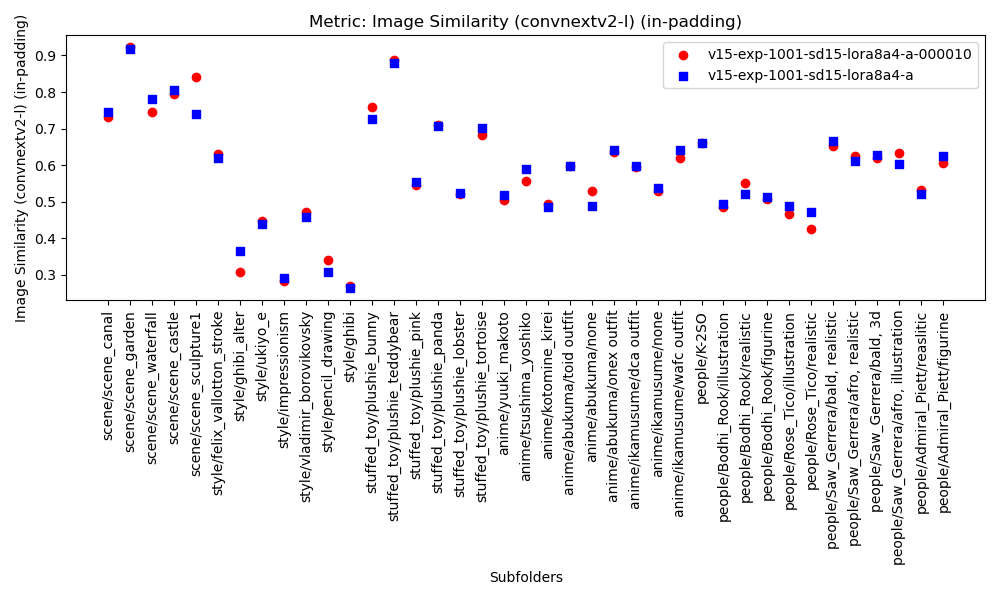 Metric: Image Similarity (convnextv2-l) (in-padding)
v15-exp-1001-sd15-lora8a4-a-000010
v15-exp-1001-sd15-lora8a4-a
Image Similarity (convnextv2-l) (in-padding)
0.9
0.8
0.7
0.6
0.5
0.4
0.3
scene/scene_canal
scene/scene_garden
scene/scene_waterfall
scene/scene_castle
scene/scene_sculpture1
style/felix_vallotton_stroke
style/ghibi_alter
style/ukiyo_e
style/impressionism
style/vladimir_borovikovsky
style/pencil_drawing
style/ghibi
stuffed_toy/plushie_bunny
stuffed_toy/plushie_teddybear
stuffed_toy/plushie_pink
stuffed_toy/plushie_panda
stuffed_toy/plushie_lobster
stuffed_toy/plushie_tortoise
anime/yuuki_makoto
anime/tsushima_yoshiko
anime/kotomine_kirei
anime/abukuma/toid outfit
anime/abukuma/none
anime/abukuma/onex outfit
anime/ikamusume/dca outfit
anime/ikamusume/none
anime/ikamusume/wafc outfit
people/K-2SO
people/Bodhi_Rook/illustration
people/Bodhi_Rook/realistic
people/Bodhi_Rook/figurine
people/Rose_Tico/illustration
people/Rose_Tico/realistic
people/Saw_Gerrera/bald, realistic
people/Saw_Gerrera/afro, realistic
people/Saw_Gerrera/bald, 3d
people/Saw_Gerrera/afro, illustration
people/Admiral_Piett/reaslitic
people/Admiral_Piett/figurine
Subfolders